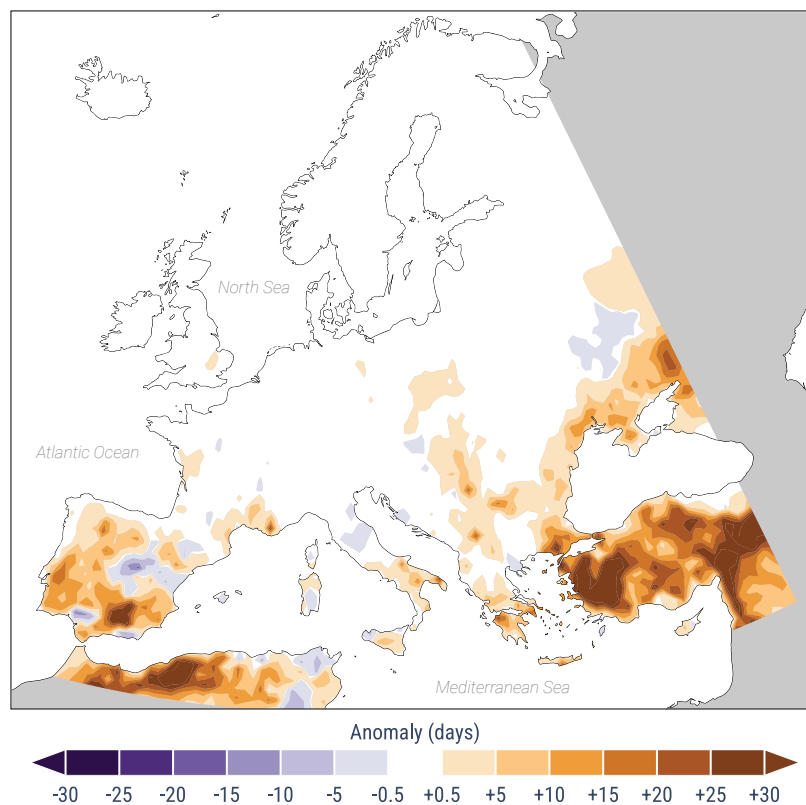 North Sea
Atlantic Ocean
Mediterranean Sea
Anomaly (days)
-30 -25 -20 -15 -10 -5 -0.5 +0.5 +5 +10 +15 +20 +25 +30